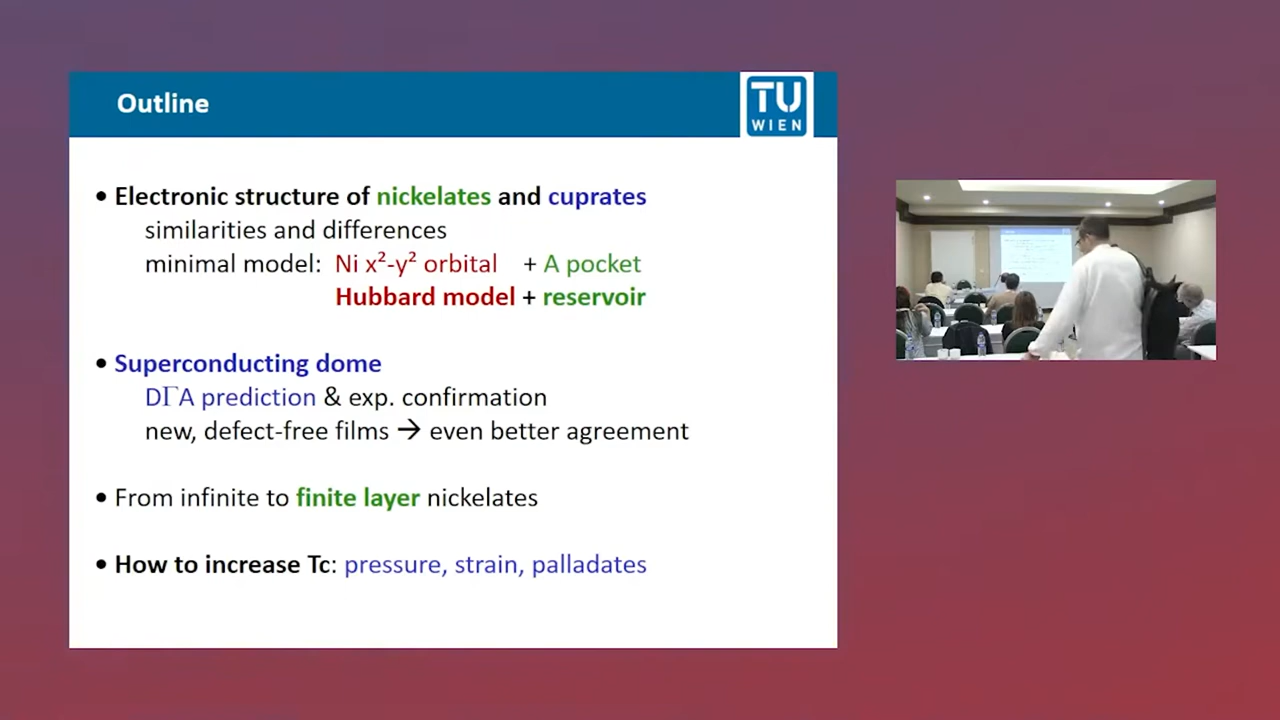 Outline
TU
WIEN
• Electronic structure of nickelates and cuprates
similarities and differences
minimal model: Ni x²-y² orbital + A pocket
Hubbard model + reservoir
• Superconducting dome
DΓA prediction & exp. confirmation
new, defect-free films → even better agreement
• From infinite to finite layer nickelates
• How to increase Tc: pressure, strain, palladates